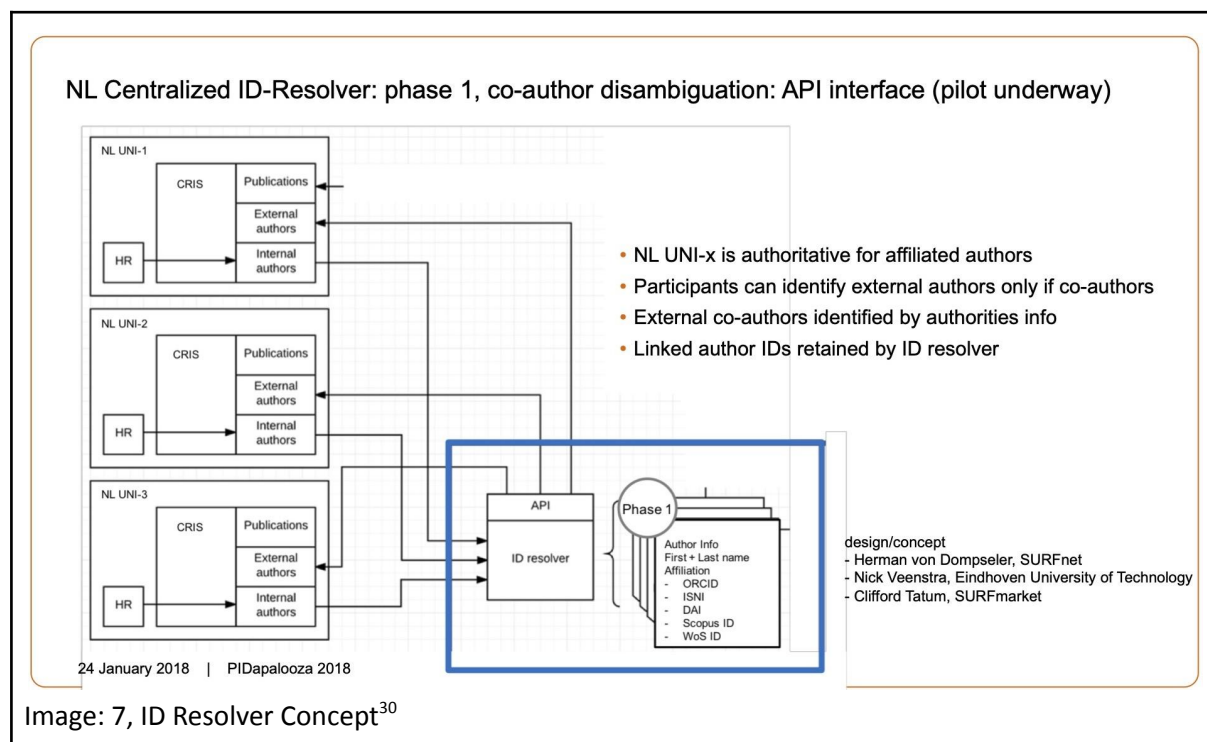 NL Centralized ID-Resolver: phase 1, co-author disambiguation: API interface (pilot underway)
NL UNI-1
CRIS
Publications
External
authors
Internal
authors
HR
NL UNI-2
CRIS
Publications
External
authors
Internal
authors
HR
NL UNI-3
CRIS
Publications
External
authors
Internal
authors
HR
• NL UNI-x is authoritative for affiliated authors
• Participants can identify external authors only if co-authors
• External co-authors identified by authorities info
• Linked author IDs retained by ID resolver
API
ID resolver
Phase 1
Author Info
First + Last name
Affiliation
- ORCID
- ISNI
- DAI
- Scopus ID
- WoS ID
design/concept
- Herman von Dompseler, SURFnet
- Nick Veenstra, Eindhoven University of Technology
- Clifford Tatum, SURFmarket
24 January 2018 | PIDapalooza 2018
Image: 7, ID Resolver Concept³⁰